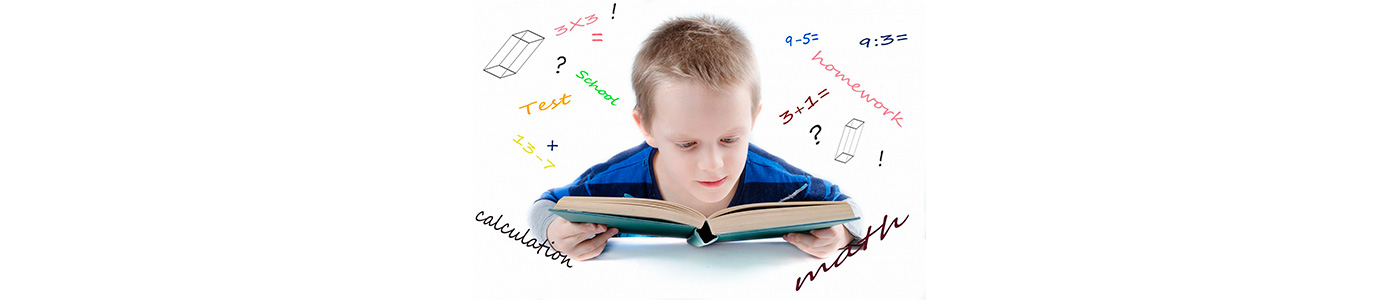 3x3
=
!
?
School
Test
13-7
+
calculation
9-5=
9:3=
homework
3+1=
?
!
math